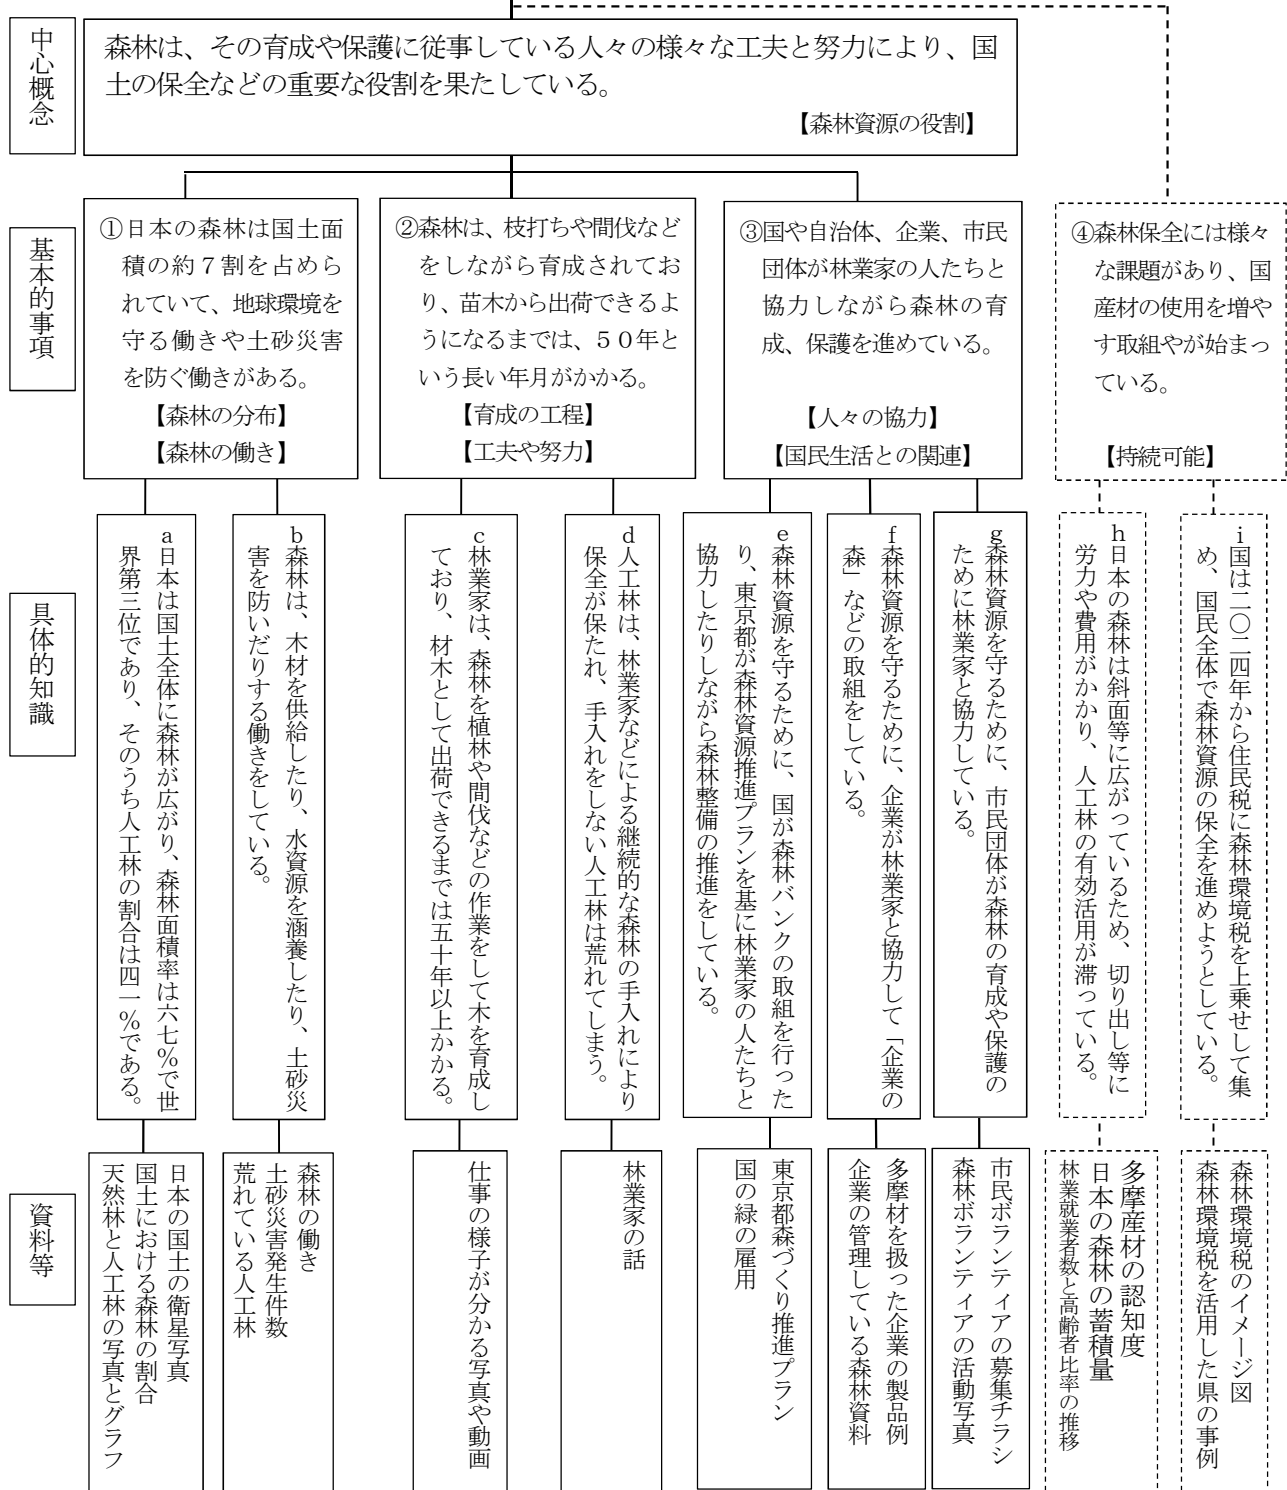 中心概念
森林は、その育成や保護に従事している人々の様々な工夫と努力により、国
土の保全などの重要な役割を果たしている。
【森林資源の役割】
基本的事項
①日本の森林は国土面
積の約７割を占めら
れていて、地球環境を
守る働きや土砂災害
を防ぐ働きがある。
【森林の分布】
【森林の働き】
②森林は、枝打ちや間伐など
をしながら育成されてお
り、苗木から出荷できるよ
うになるまでは、５０年と
いう長い年月がかかる。
【育成の工程】
【工夫や努力】
③国や自治体、企業、市民
団体が林業家の人たちと
協力しながら森林の育
成、保護を進めている。
【人々の協力】
【国民生活との関連】
④森林保全には様々
な課題があり、国
産材の使用を増や
す取組やが始まっ
ている。
【持続可能】
具体的知識
a日本は国土全体に森林が広がり、森林面積率は六七%で世
界第三位であり、そのうち人工林の割合は四一%である。
b森林は、木材を供給したり、水資源を涵養したり、土砂災
害を防いだりする働きをしている。
c林業家は、森林を植林や間伐などの作業をして木を育成し
ており、材木として出荷できるまでは五十年以上かかる。
d人工林は、林業家などによる継続的な森林の手入れにより
保全が保たれ、手入れをしない人工林は荒れてしまう。
e森林資源を守るために、国が森林バンクの取組を行った
り、東京都が森林資源推進プランを基に林業家の人たちと
協力したりしながら森林整備の推進をしている。
f森林資源を守るために、企業が林業家と協力して「企業の
森」などの取組をしている。
g森林資源を守るために、市民団体が森林の育成や保護の
ために林業家と協力している。
h日本の森林は斜面等に広がっているため、切り出し等に
労力や費用がかかり、人工林の有効活用が滞っている。
i国は二〇二四年から住民税に森林環境税を上乗せして集
め、国民全体で森林資源の保全を進めようとしている。
資料等
日本の国土の衛星写真
国土における森林の割合
天然林と人工林の写真とグラフ
森林の働き
土砂災害発生件数
荒れている人工林
仕事の様子が分かる写真や動画
林業家の話
東京都森づくり推進プラン
国の緑の雇用
多摩材を扱った企業の製品例
企業の管理している森林資料
市民ボランティアの募集チラシ
森林ボランティアの活動写真
多摩産材の認知度
日本の森林の蓄積量
林業就業者数と高齢者比率の推移
森林環境税のイメージ図
森林環境税を活用した県の事例